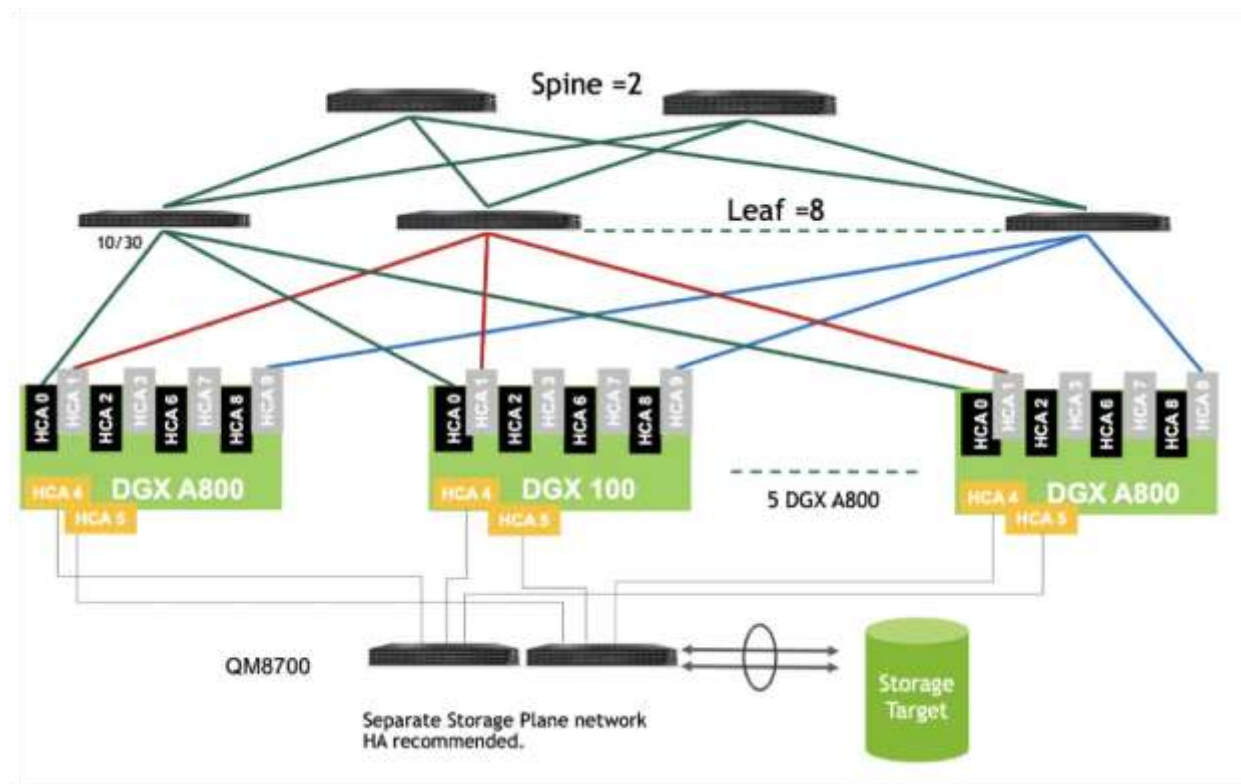 Spine =2
Leaf =8
10/30
HCA 0
HCA 1
HCA 2
HCA 3
HCA 6
HCA 7
HCA 8
HCA 9
HCA 4
DGX A800
HCA 5
HCA 0
HCA 1
HCA 2
HCA 3
HCA 6
HCA 7
HCA 8
HCA 9
HCA 4
DGX 100
HCA 5
5 DGX A800
HCA 0
HCA 1
HCA 2
HCA 3
HCA 6
HCA 7
HCA 8
HCA 9
HCA 4
DGX A800
HCA 5
QM8700
Storage
Target
Separate Storage Plane network
HA recommended.